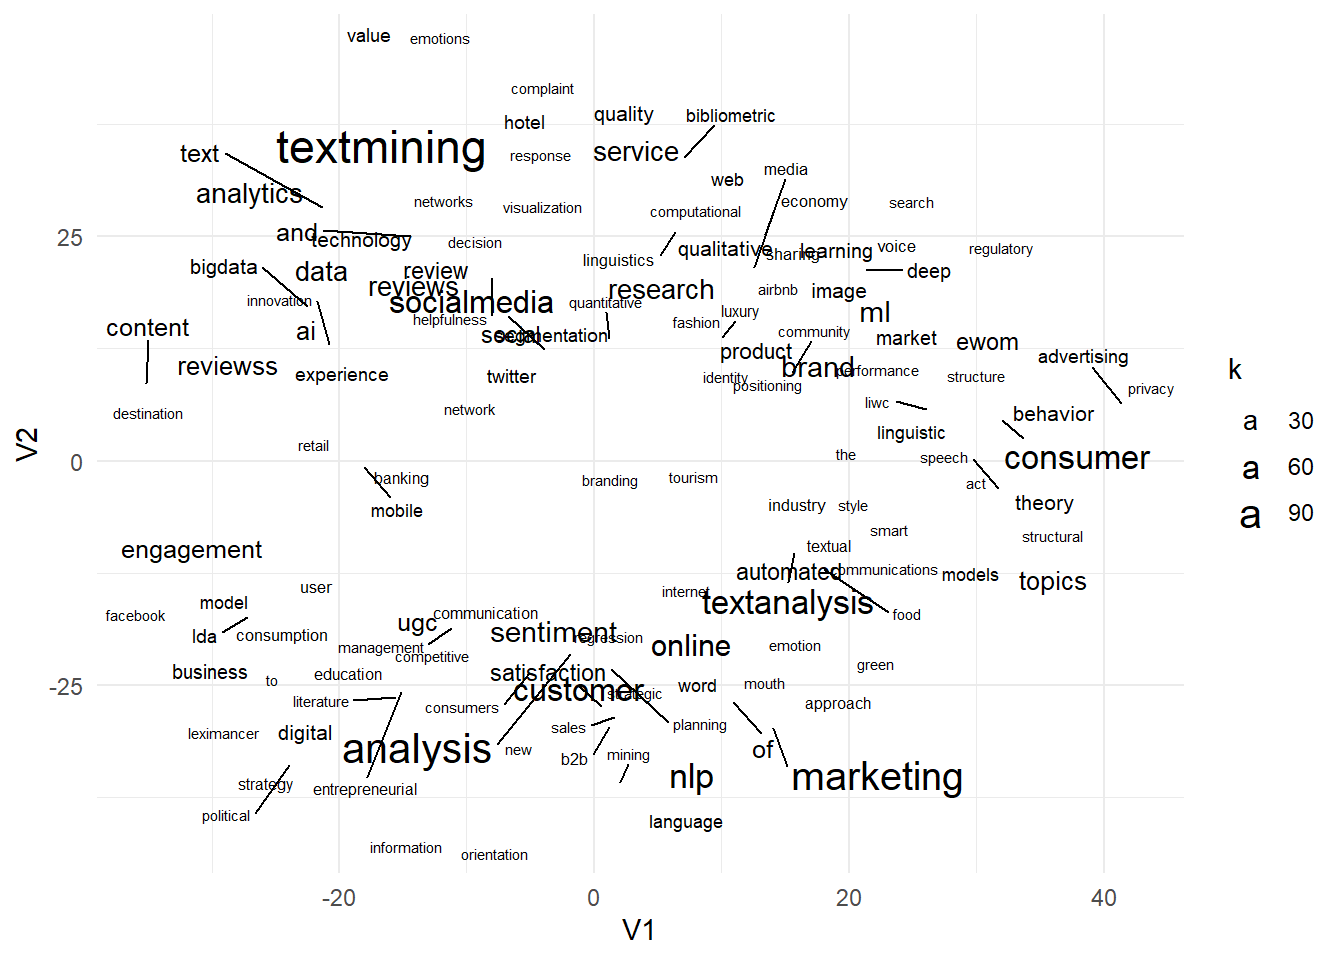 value
emotions
complaint
hotel
quality
bibliometric
textmining
text
response
service
media
web
analytics
networks
visualization
computational
economy
search
and
technology
decision
25
qualitative
sharing
learning
voice
regulatory
linguistics
bigdata
data
review
deep
reviews
innovation
socialmedia
quantitative
research
airbnb
image
helpfulness
fashion
luxury
ml
content
ai
social
segmentation
community
market
ewom
product
advertising
reviewss
experience
twitter
identity
positioning
brand
performance
structure
privacy
k
destination
network
liwc
behavior
a 30
linguistic
retail
the
speech
consumer
0
V2
a 60
banking
branding
tourism
act
mobile
industry
style
theory
a 90
smart
structural
engagement
textual
automated
communications
models
topics
user
internet
model
textanalysis
food
facebook
ugc
communication
lda
consumption
sentiment
regression
management
competitive
online
emotion
green
business
to
education
satisfaction
-25
customer
strategic
word
mouth
literature
consumers
approach
leximancer
digital
sales
planning
analysis
new
b2b
mining
of
strategy
entrepreneurial
nlp
marketing
political
language
information
orientation
-20
0
20
40
V1